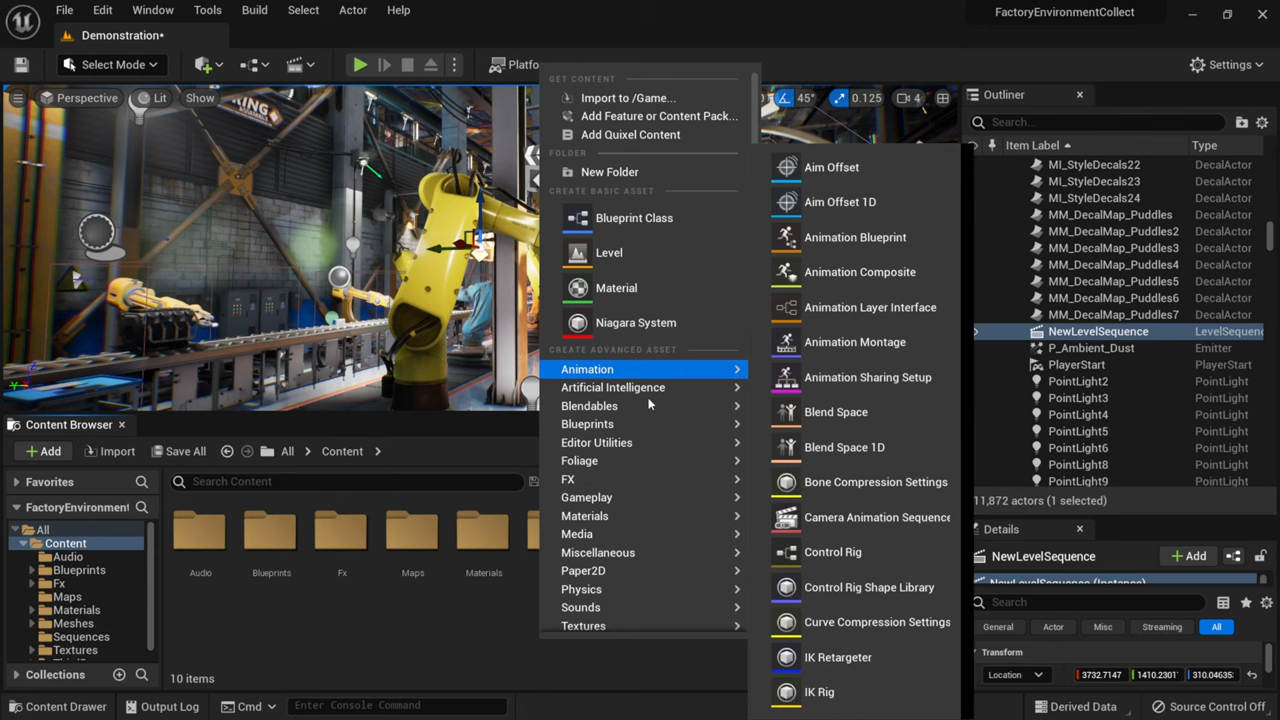 File Edit Window Tools Build Select Actor Help
FactoryEnvironmentCollect
Demonstration*
Select Mode
Platfo
Settings
Perspective
Lit
Show
45°
0.125
4
GET CONTENT
Import to /Game...
Add Feature or Content Pack...
Add Quixel Content
FOLDER
New Folder
CREATE BASIC ASSET
Blueprint Class
Level
Material
Niagara System
CREATE ADVANCED ASSET
Animation
Artificial Intelligence
Blendables
Blueprints
Editor Utilities
Foliage
FX
Gameplay
Materials
Media
Miscellaneous
Paper2D
Physics
Sounds
Textures
Aim Offset
Aim Offset 1D
Animation Blueprint
Animation Composite
Animation Layer Interface
Animation Montage
Animation Sharing Setup
Blend Space
Blend Space 1D
Bone Compression Settings
Camera Animation Sequence
Control Rig
Control Rig Shape Library
Curve Compression Settings
IK Retargeter
IK Rig
Outliner
Search...
Item Label Type
MI_StyleDecals22 DecalActor
MI_StyleDecals23 DecalActor
MI_StyleDecals24 DecalActor
MM_DecalMap_Puddles DecalActor
MM_DecalMap_Puddles2 DecalActor
MM_DecalMap_Puddles3 DecalActor
MM_DecalMap_Puddles4 DecalActor
MM_DecalMap_Puddles5 DecalActor
MM_DecalMap_Puddles6 DecalActor
MM_DecalMap_Puddles7 DecalActor
NewLevelSequence LevelSequenc
P_Ambient_Dust Emitter
PlayerStart PlayerStart
PointLight2 PointLight
PointLight3 PointLight
PointLight4 PointLight
PointLight5 PointLight
PointLight6 PointLight
PointLight8 PointLight
PointLight9 PointLight
11,872 actors (1 selected)
Details
NewLevelSequence
Add
NewLevelSequence (Instance)
Search
General Actor Misc Streaming All
Transform
Location 3732.7147 1410.2301 310.04635
Content Browser
Add Import Save All All Content
Favorites
Search Content
FactoryEnvironment
All
Content
Audio
Blueprints
Fx
Maps
Materials
Meshes
Sequences
Textures
Collections
Audio Blueprints Fx Maps Materials
10 items
Content Drawer Output Log Cmd Enter Console Command
Derived Data Source Control Off